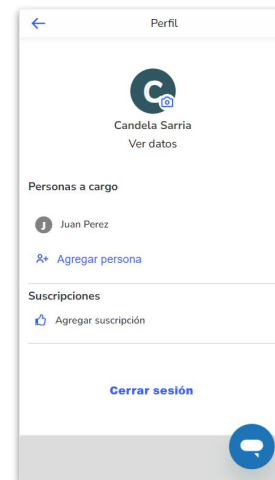 Perfil
C
Candela Sarria
Ver datos
Personas a cargo
J Juan Perez
Agregar persona
Suscripciones
Agregar suscripción
Cerrar sesión